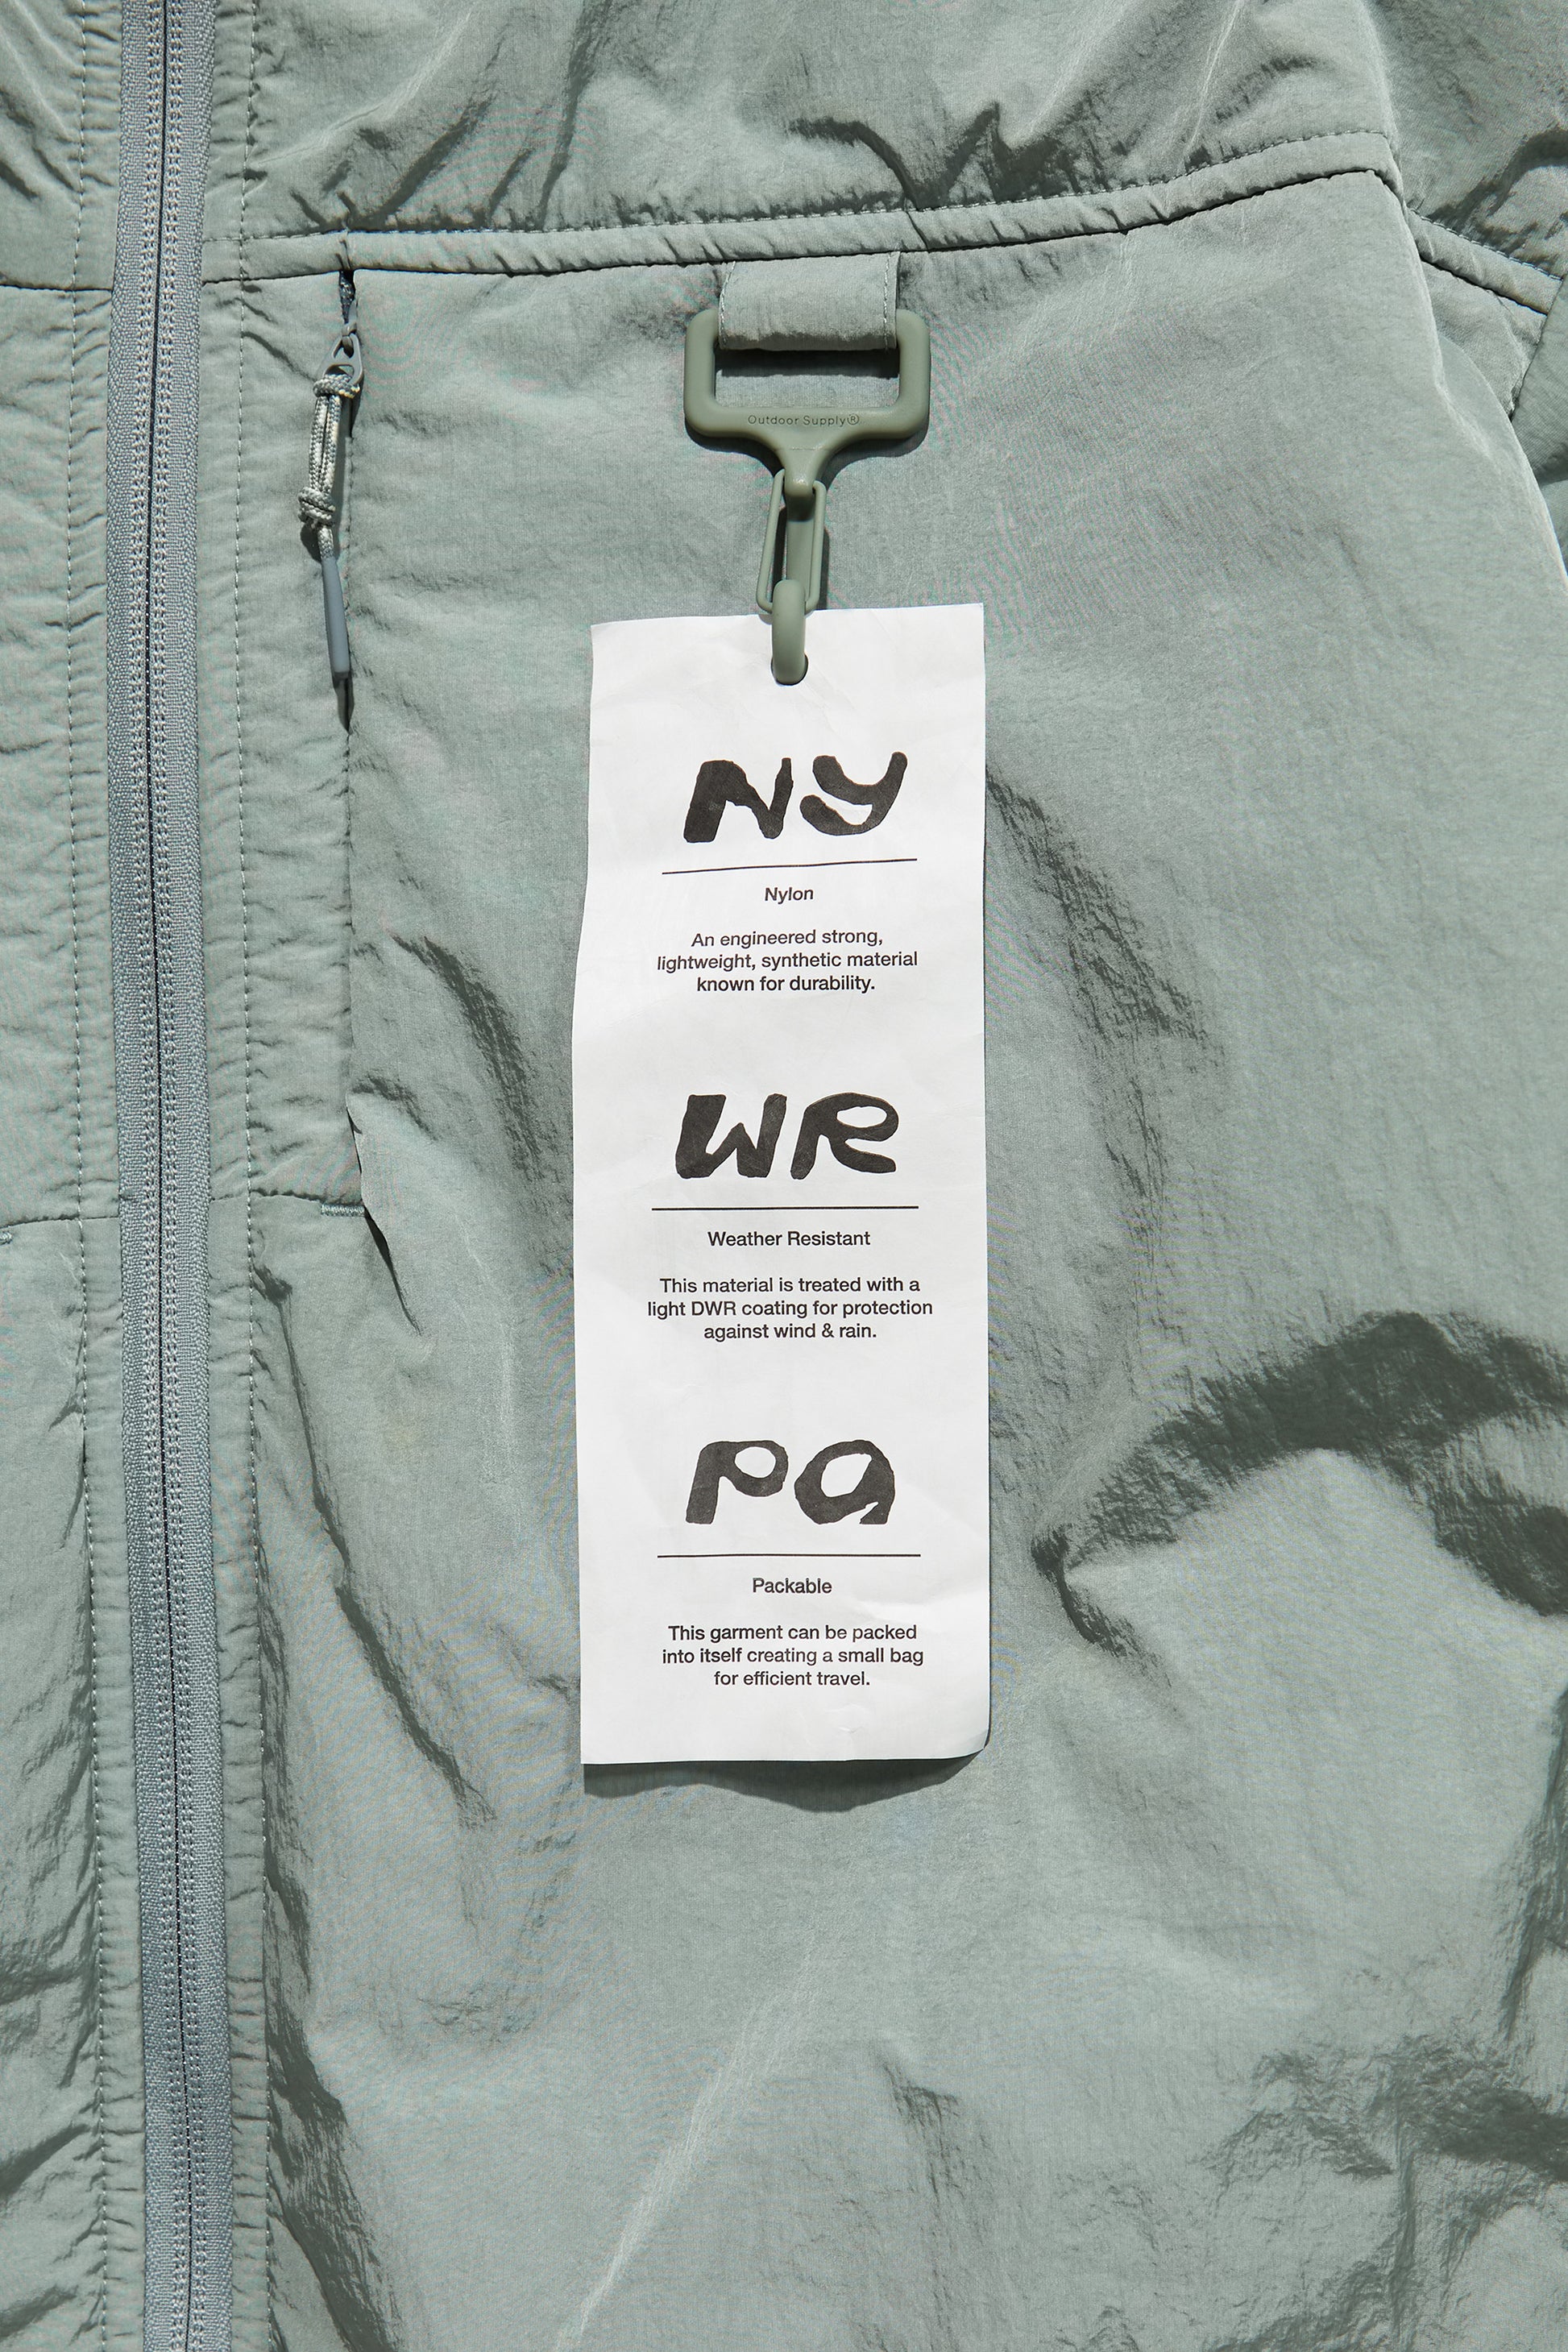 Outdoor Supply®
NY
Nylon
An engineered strong,
lightweight, synthetic material
known for durability.
WR
Weather Resistant
This material is treated with a
light DWR coating for protection
against wind & rain.
Pa
Packable
This garment can be packed
into itself creating a small bag
for efficient travel.